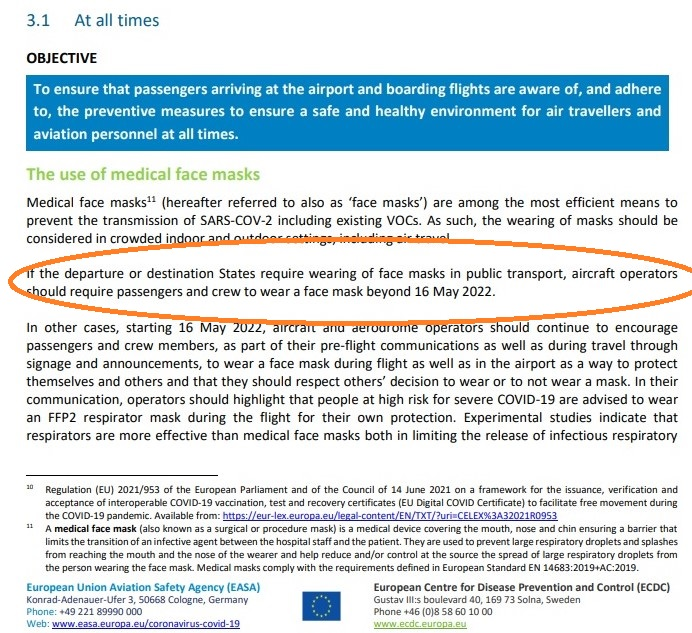 3.1 At all times
OBJECTIVE
To ensure that passengers arriving at the airport and boarding flights are aware of, and adhere
to, the preventive measures to ensure a safe and healthy environment for air travellers and
aviation personnel at all times.
The use of medical face masks
Medical face masks11 (hereafter referred to also as ‘face masks’) are among the most efficient means to
prevent the transmission of SARS-COV-2 including existing VOCs. As such, the wearing of masks should be
considered in crowded indoor and outdoor settings, including air travel.
If the departure or destination States require wearing of face masks in public transport, aircraft operators
should require passengers and crew to wear a face mask beyond 16 May 2022.
In other cases, starting 16 May 2022, aircraft and aerodrome operators should continue to encourage
passengers and crew members, as part of their pre-flight communications as well as during travel through
signage and announcements, to wear a face mask during flight as well as in the airport as a way to protect
themselves and others and that they should respect others’ decision to wear or to not wear a mask. In their
communication, operators should highlight that people at high risk for severe COVID-19 are advised to wear
an FFP2 respirator mask during the flight for their own protection. Experimental studies indicate that
respirators are more effective than medical face masks both in limiting the release of infectious respiratory
10 Regulation (EU) 2021/953 of the European Parliament and of the Council of 14 June 2021 on a framework for the issuance, verification and
acceptance of interoperable COVID-19 vaccination, test and recovery certificates (EU Digital COVID Certificate) to facilitate free movement during
the COVID-19 pandemic. Available from: https://eur-lex.europa.eu/legal-content/EN/TXT/?uri=CELEX%3A32021R0953
11 A medical face mask (also known as a surgical or procedure mask) is a medical device covering the mouth, nose and chin ensuring a barrier that
limits the transition of an infective agent between the hospital staff and the patient. They are used to prevent large respiratory droplets and splashes
from reaching the mouth and the nose of the wearer and help reduce and/or control at the source the spread of large respiratory droplets from
the person wearing the face mask. Medical masks comply with the requirements defined in European Standard EN 14683:2019+AC:2019.
European Union Aviation Safety Agency (EASA)
Konrad-Adenauer-Ufer 3, 50668 Cologne, Germany
Phone: +49 221 89990 000
Web: www.easa.europa.eu/coronavirus-covid-19
European Centre for Disease Prevention and Control (ECDC)
Gustav III:s boulevard 40, 169 73 Solna, Sweden
Phone +46 (0)8 58 60 10 00
www.ecdc.europa.eu